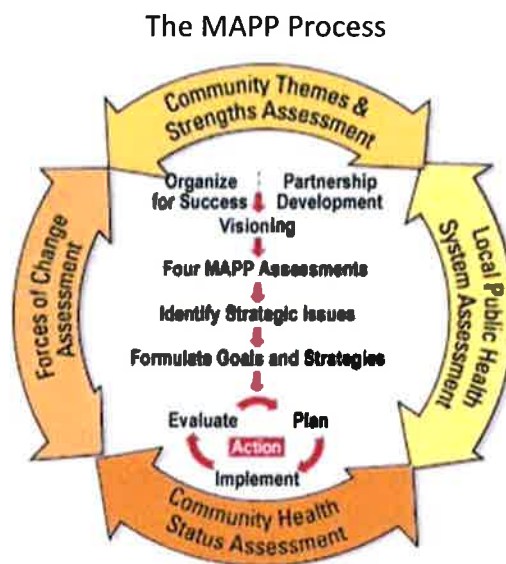 The MAPP Process
Community Themes &
Strengths Assessment
Organize
for Success
Partnership
Development
Visioning
Four MAPP Assessments
Identify Strategic Issues
Formulate Goals and Strategies
Evaluate
Plan
Action
Implement
Forces of Change
Assessment
Local Public Health
System Assessment
Community Health
Status Assessment